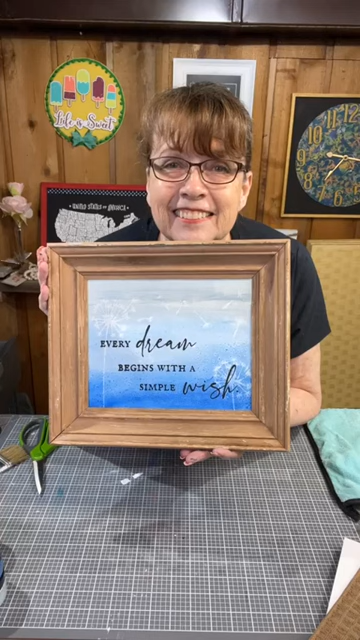 Life is Sweet
UNITED STATES OF AMERICA
EVERY dream
BEGINS WITH A
SIMPLE wish.